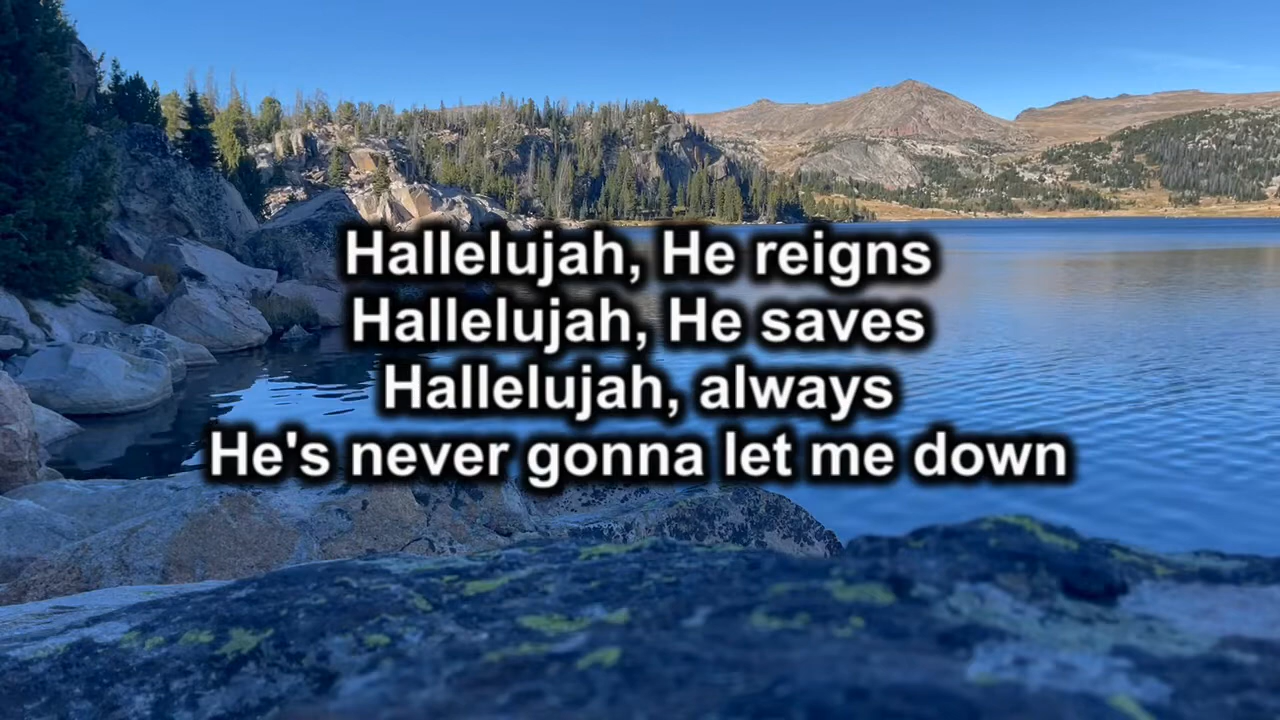 Hallelujah, He reigns
Hallelujah, He saves
Hallelujah, always
He's never gonna let me down